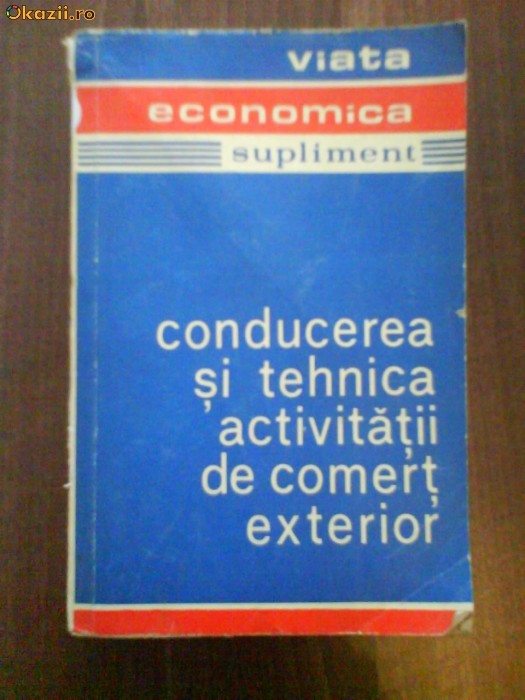 Okazii.ro
viata
economica
supliment
conducerea
și tehnica
activității
de comerț
exterior